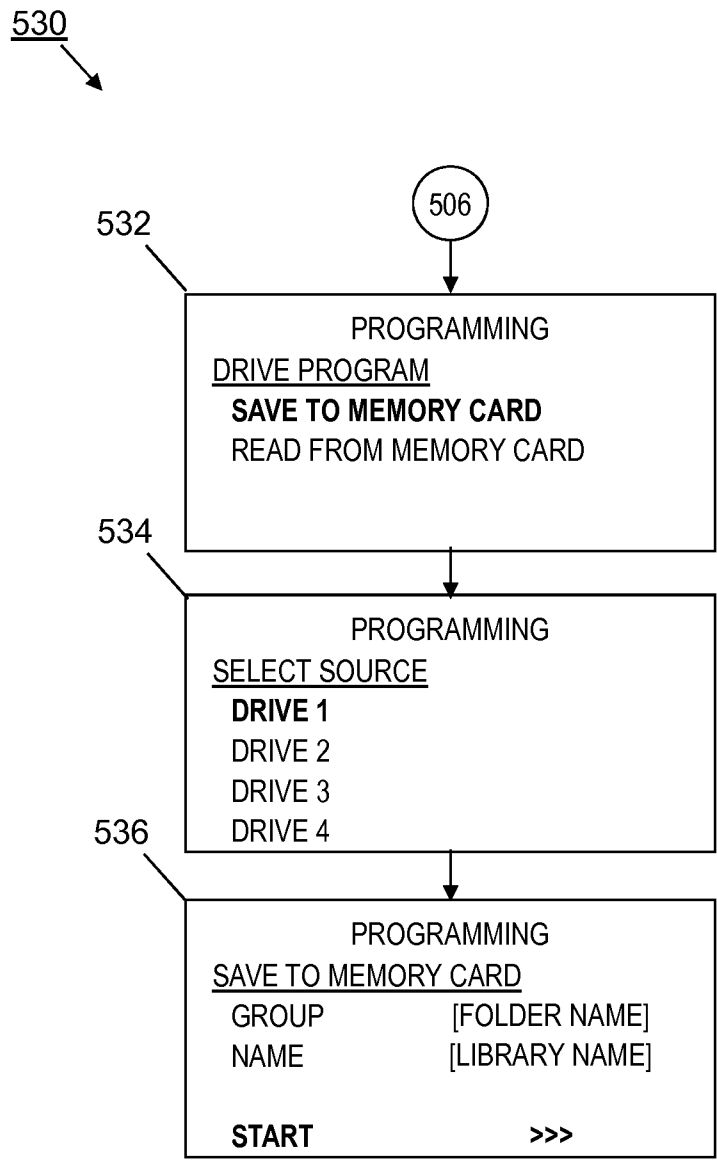 530
506
532
PROGRAMMING
DRIVE PROGRAM
SAVE TO MEMORY CARD
READ FROM MEMORY CARD
534
PROGRAMMING
SELECT SOURCE
DRIVE 1
DRIVE 2
DRIVE 3
DRIVE 4
536
PROGRAMMING
SAVE TO MEMORY CARD
GROUP [FOLDER NAME]
NAME [LIBRARY NAME]
START >>>